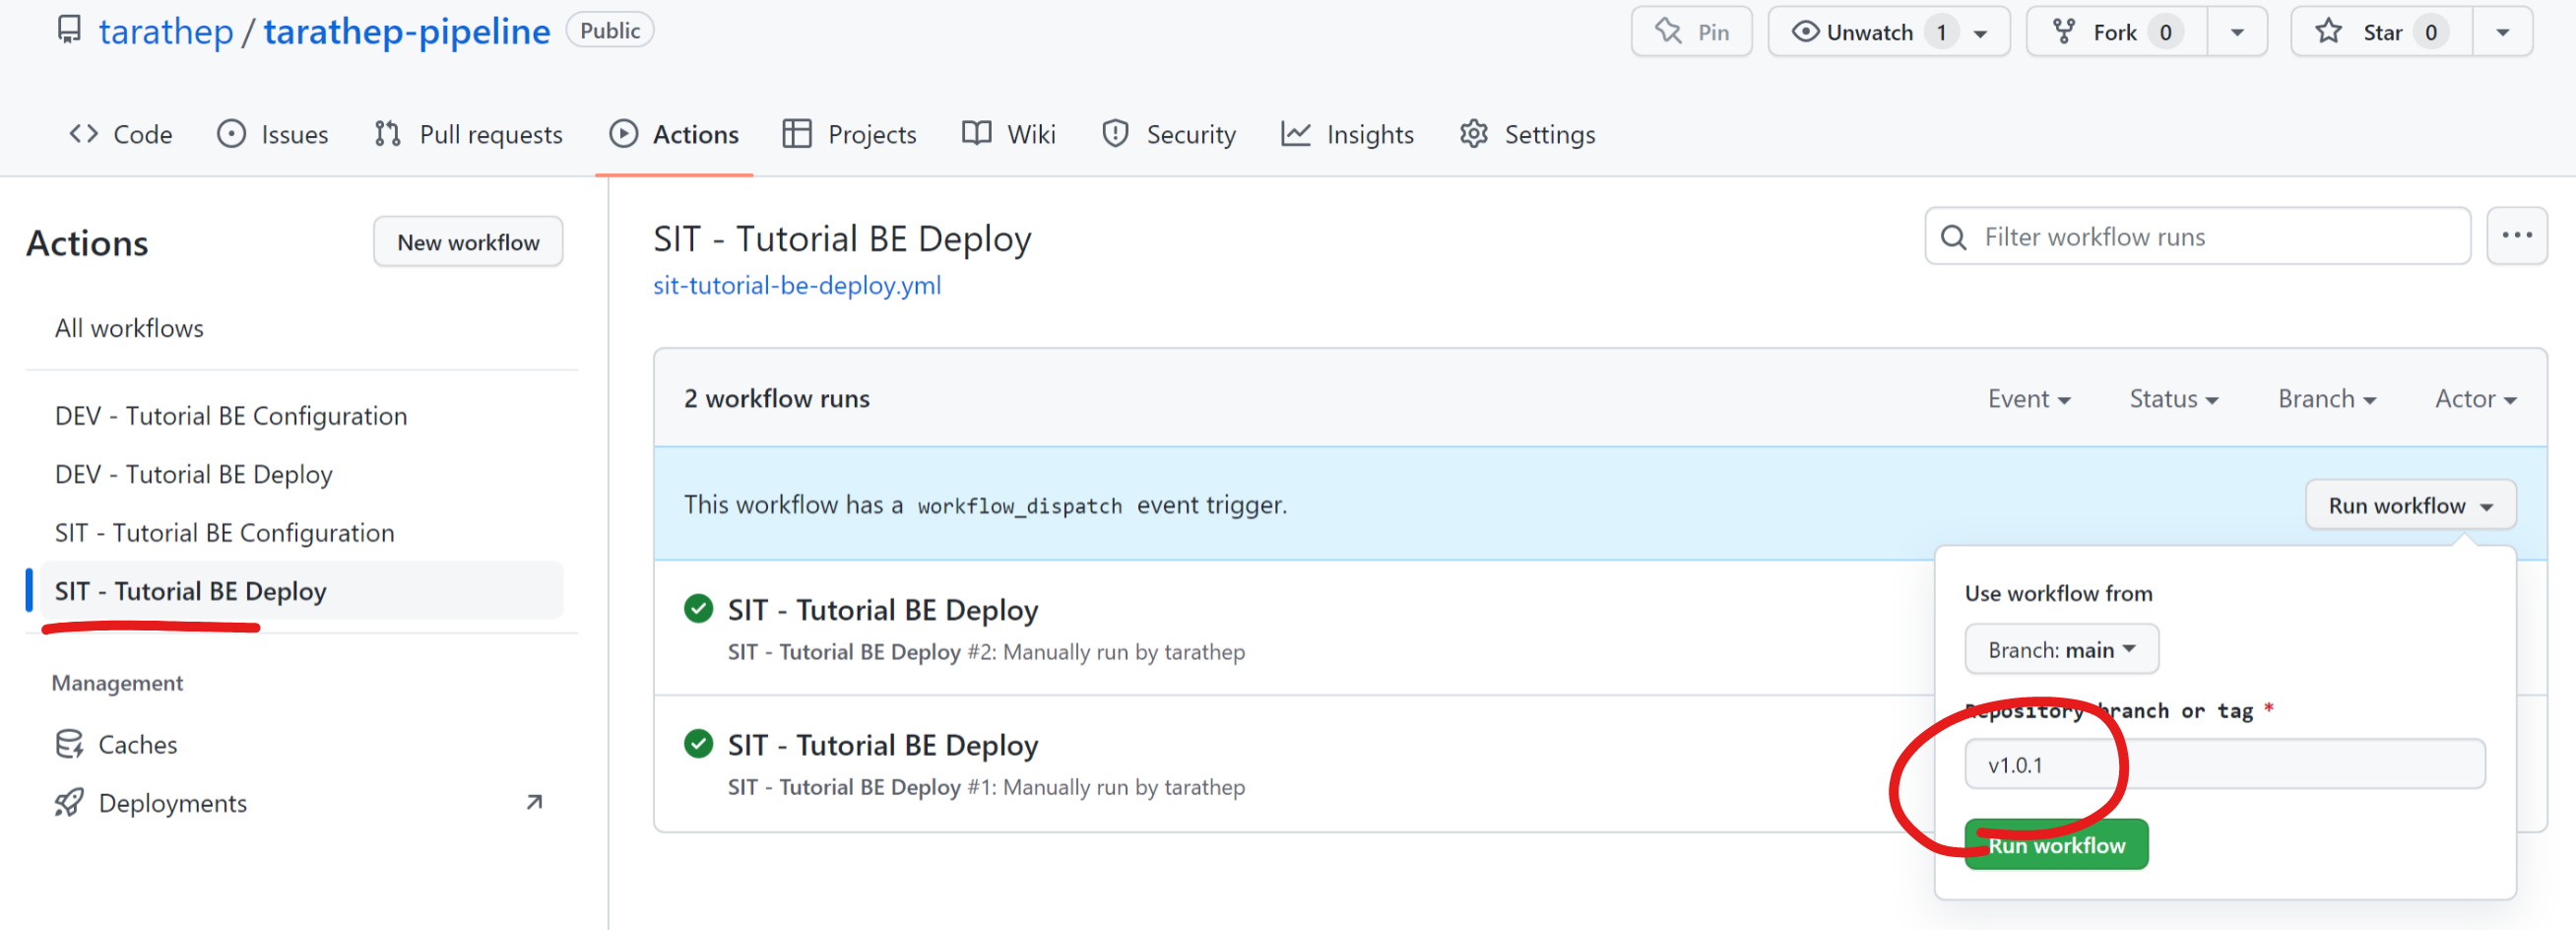 tarathep / tarathep-pipeline Public
Pin Unwatch 1 Fork 0 Star 0
Code Issues Pull requests Actions Projects Wiki Security Insights Settings
Actions
New workflow
All workflows
DEV - Tutorial BE Configuration
DEV - Tutorial BE Deploy
SIT - Tutorial BE Configuration
SIT - Tutorial BE Deploy
Management
Caches
Deployments
SIT - Tutorial BE Deploy
sit-tutorial-be-deploy.yml
Filter workflow runs
2 workflow runs
Event Status Branch Actor
This workflow has a workflow_dispatch event trigger.
Run workflow
SIT - Tutorial BE Deploy
SIT - Tutorial BE Deploy #2: Manually run by tarathep
SIT - Tutorial BE Deploy
SIT - Tutorial BE Deploy #1: Manually run by tarathep
Use workflow from
Branch: main
Repository branch or tag *
v1.0.1
Run workflow